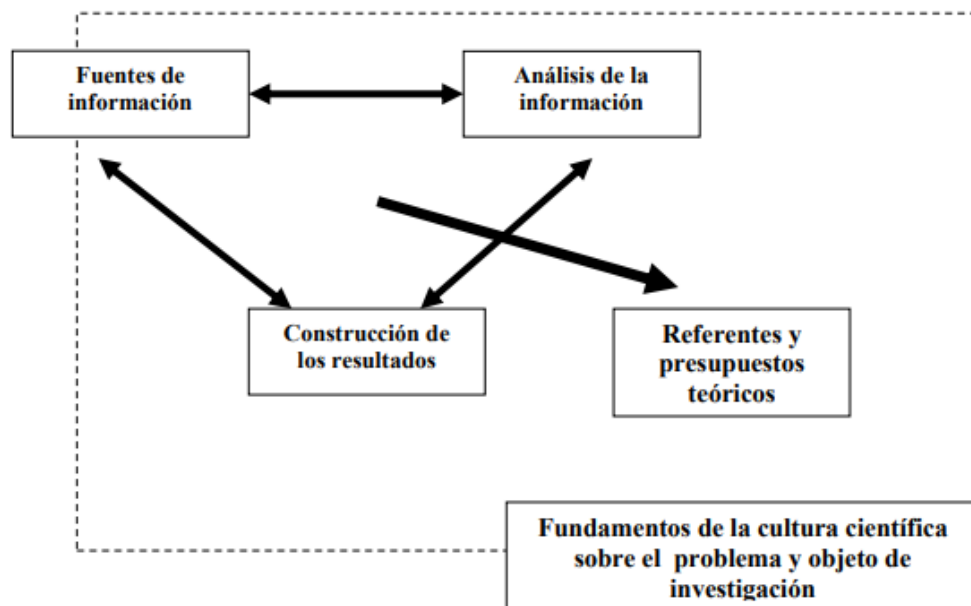 Fuentes de
información
Análisis de la
información
Construcción de
los resultados
Referentes y
presupuestos
teóricos
Fundamentos de la cultura científica
sobre el problema y objeto de
investigación